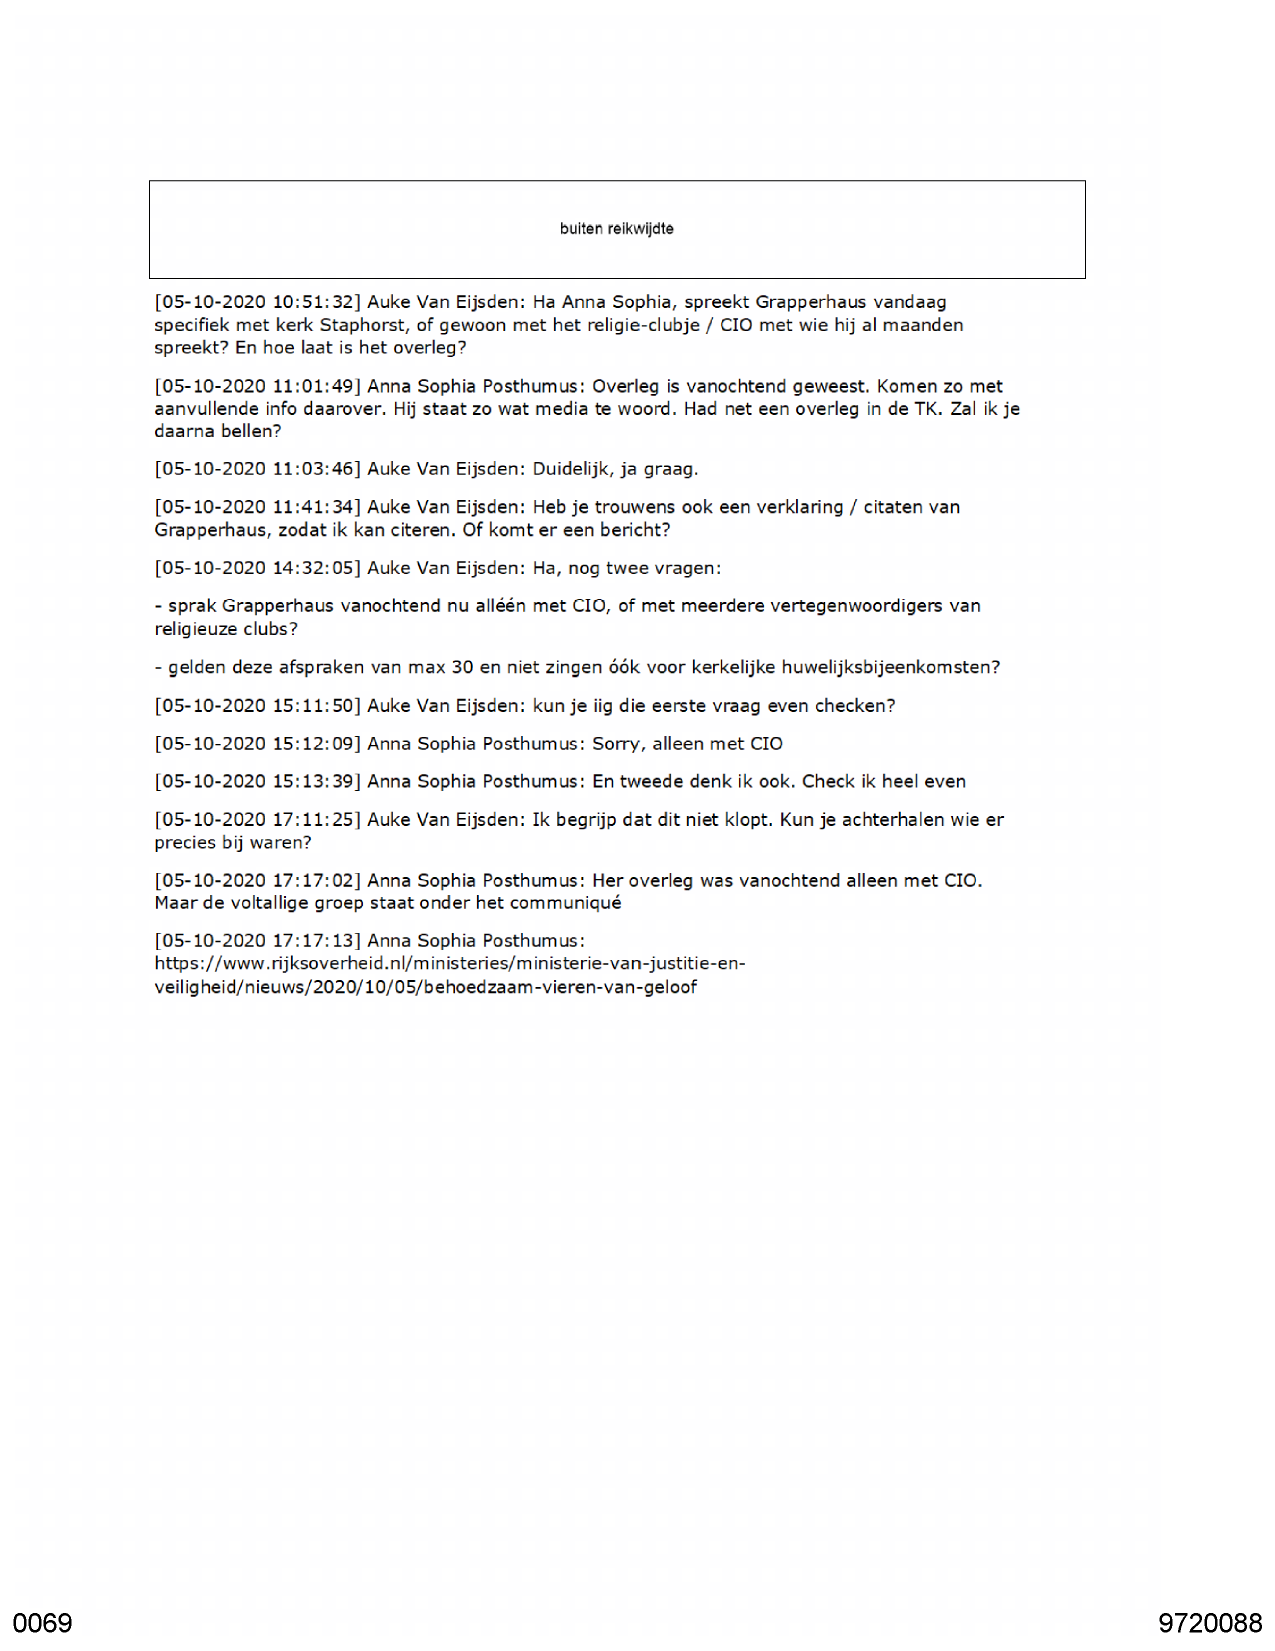 buiten reikwijdte
[05-10-2020 10:51:32] Auke Van Eijsden: Ha Anna Sophia, spreekt Grapperhaus vandaag
specifiek met kerk Staphorst, of gewoon met het religie-clubje / CIO met wie hij al maanden
spreekt? En hoe laat is het overleg?
[05-10-2020 11:01:49] Anna Sophia Posthumus: Overleg is vanochtend geweest. Komen zo met
aanvullende info daarover. Hij staat zo wat media te woord. Had net een overleg in de TK. Zal ik je
daarna bellen?
[05-10-2020 11:03:46] Auke Van Eijsden: Duidelijk, ja graag.
[05-10-2020 11:41:34] Auke Van Eijsden: Heb je trouwens ook een verklaring / citaten van
Grapperhaus, zodat ik kan citeren. Of komt er een bericht?
[05-10-2020 14:32:05] Auke Van Eijsden: Ha, nog twee vragen:
- sprak Grapperhaus vanochtend nu alléén met CIO, of met meerdere vertegenwoordigers van
religieuze clubs?
- gelden deze afspraken van max 30 en niet zingen óók voor kerkelijke huwelijksbijeenkomsten?
[05-10-2020 15:11:50] Auke Van Eijsden: kun je iig die eerste vraag even checken?
[05-10-2020 15:12:09] Anna Sophia Posthumus: Sorry, alleen met CIO
[05-10-2020 15:13:39] Anna Sophia Posthumus: En tweede denk ik ook. Check ik heel even
[05-10-2020 17:11:25] Auke Van Eijsden: Ik begrijp dat dit niet klopt. Kun je achterhalen wie er
precies bij waren?
[05-10-2020 17:17:02] Anna Sophia Posthumus: Her overleg was vanochtend alleen met CIO.
Maar de voltallige groep staat onder het communiqué
[05-10-2020 17:17:13] Anna Sophia Posthumus:
https://www.rijksoverheid.nl/ministeries/ministerie-van-justitie-en-
veiligheid/nieuws/2020/10/05/behoedzaam-vieren-van-geloof
0069
9720088